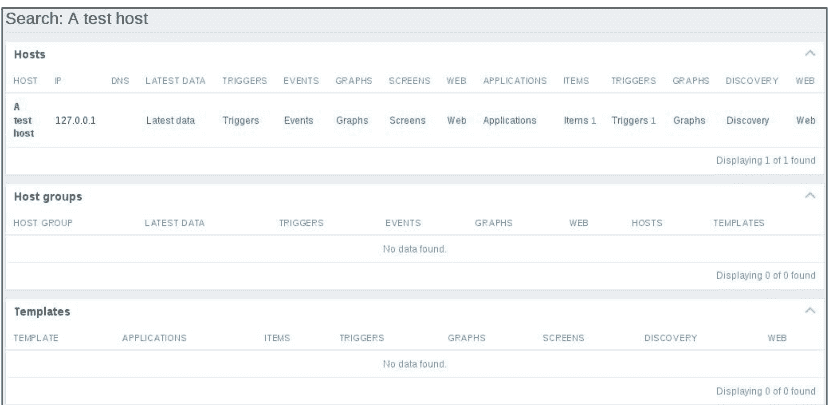 Search: A test host
Hosts
HOST IP DNS LATEST DATA TRIGGERS EVENTS GRAPHS SCREENS WEB APPLICATIONS ITEMS TRIGGERS GRAPHS DISCOVERY WEB
A test host 127.0.0.1 Latest data Triggers Events Graphs Screens Web Applications Items 1 Triggers 1 Graphs Discovery Web
Displaying 1 of 1 found
Host groups
HOST GROUP LATEST DATA TRIGGERS EVENTS GRAPHS WEB HOSTS TEMPLATES
No data found.
Displaying 0 of 0 found
Templates
TEMPLATE APPLICATIONS ITEMS TRIGGERS GRAPHS SCREENS DISCOVERY WEB
No data found.
Displaying 0 of 0 found